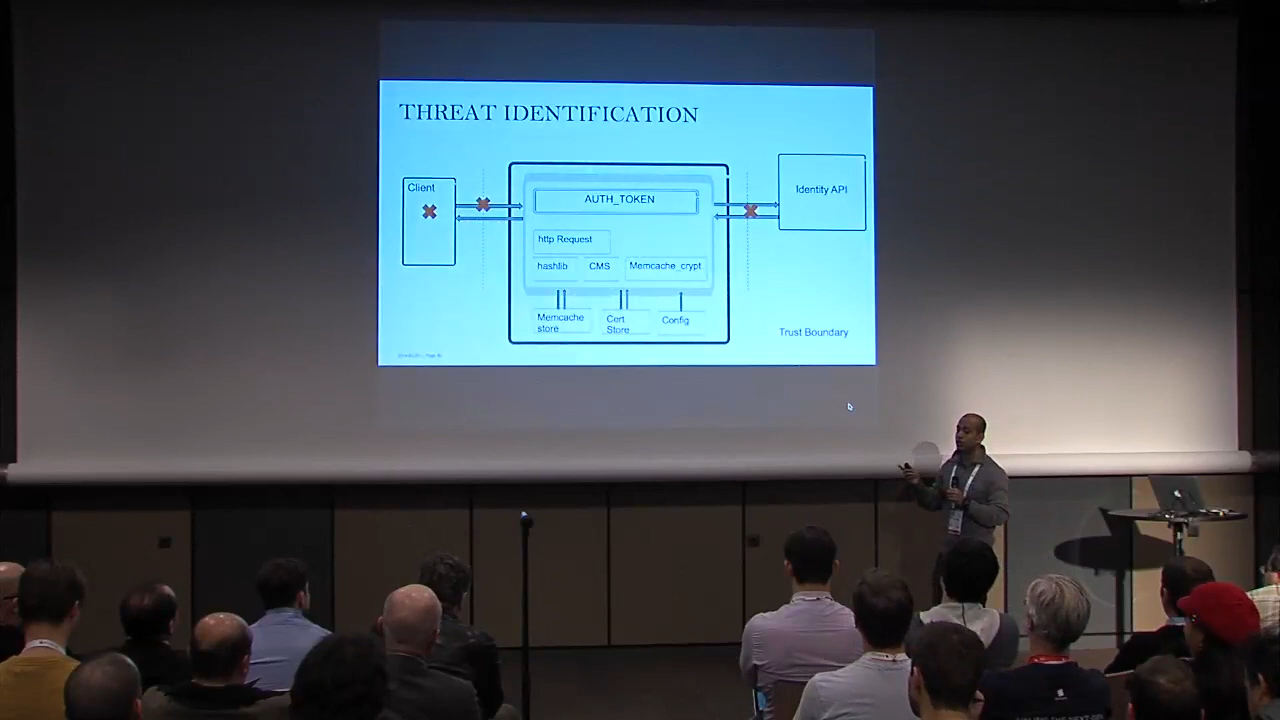 THREAT IDENTIFICATION
Client
AUTH_TOKEN
Identity API
http Request
hashlib
CMS
Memcache_crypt
Memcache
store
Cert
Store
Config
Trust Boundary